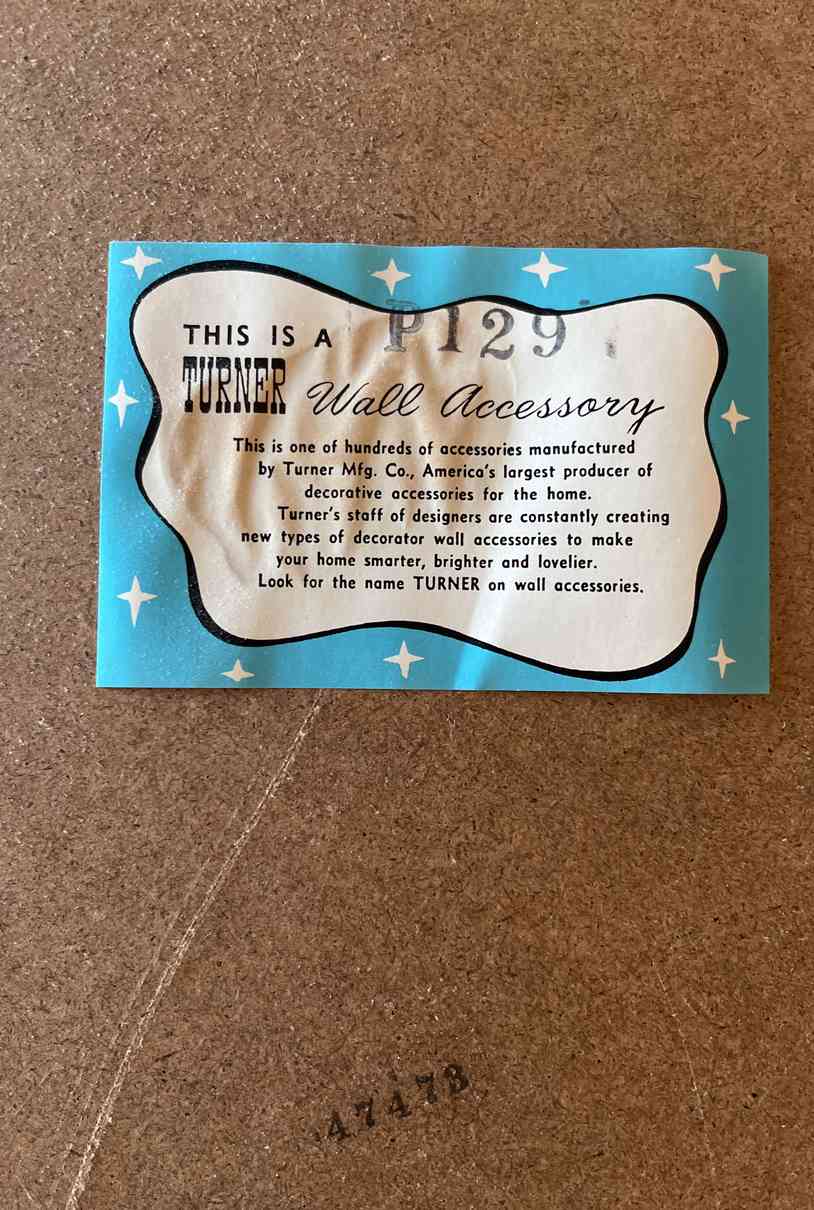 P129
THIS IS A
TURNER Wall Accessory
This is one of hundreds of accessories manufactured
by Turner Mfg. Co., America's largest producer of
decorative accessories for the home.
Turner's staff of designers are constantly creating
new types of decorator wall accessories to make
your home smarter, brighter and lovelier.
Look for the name TURNER on wall accessories.
4747B